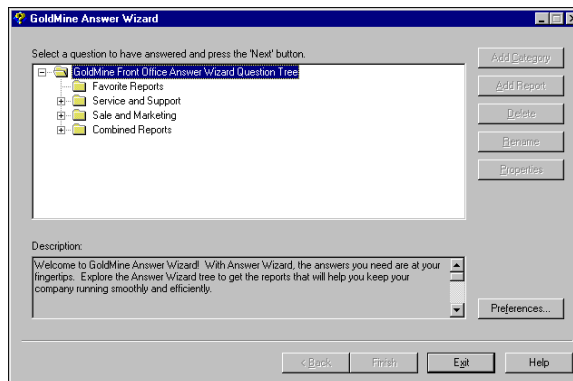 GoldMine Answer Wizard
Select a question to have answered and press the 'Next' button.
GoldMine Front Office Answer Wizard Question Tree
Favorite Reports
Service and Support
Sale and Marketing
Combined Reports
Add Category
Add Report
Delete
Rename
Properties
Description:
Welcome to GoldMine Answer Wizard!  With Answer Wizard, the answers you need are at your
fingertips.  Explore the Answer Wizard tree to get the reports that will help you keep your
company running smoothly and efficiently.
Preferences...
< Back
Finish
Exit
Help